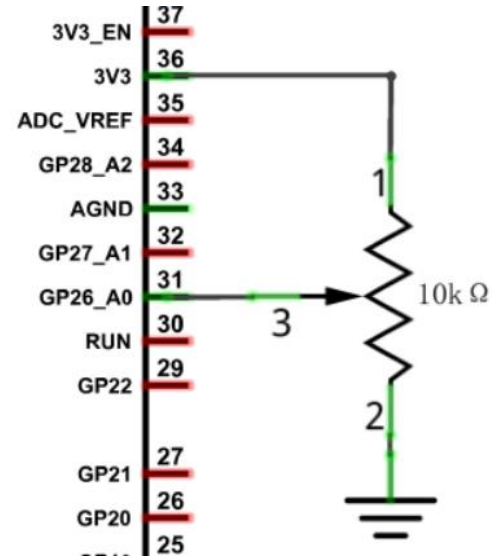 37
3V3_EN
36
3V3
35
ADC_VREF
34
GP28_A2
1
33
AGND
32
GP27_A1
31
GP26_A0
10k Ω
3
30
RUN
29
GP22
2
27
GP21
26
GP20
25